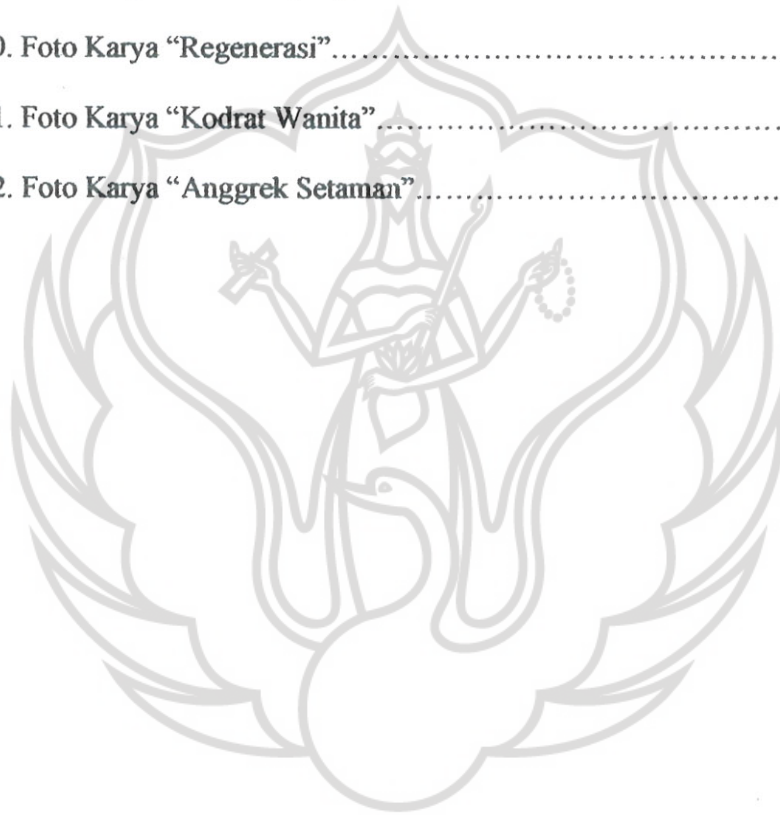 0. Foto Karya “Regenerasi”......................................................
1. Foto Karya “Kodrat Wanita”................................................
2. Foto Karya “Anggrek Setaman”...........................................